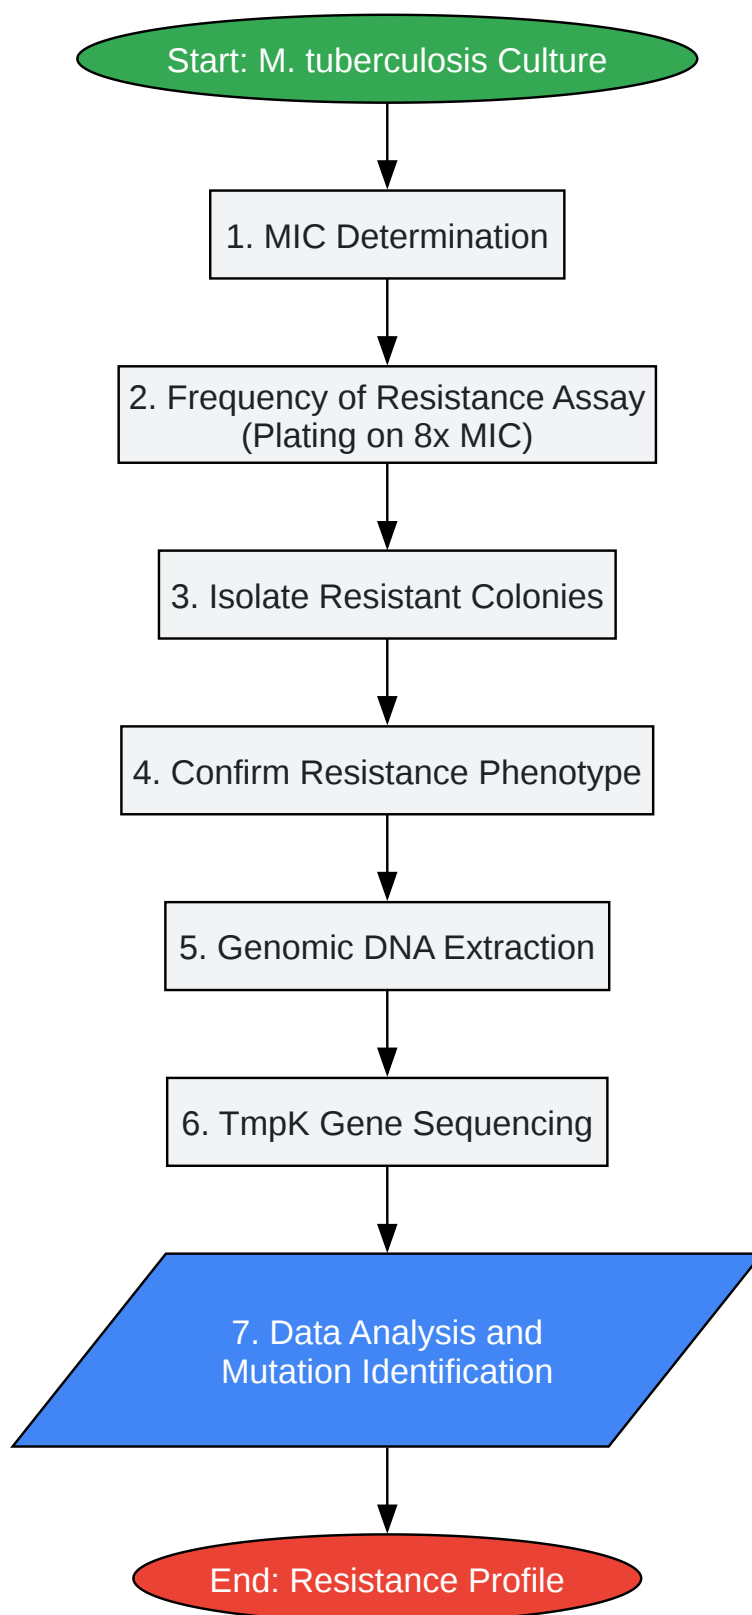 Start: M. tuberculosis Culture
1. MIC Determination
2. Frequency of Resistance Assay
(Plating on 8x MIC)
3. Isolate Resistant Colonies
4. Confirm Resistance Phenotype
5. Genomic DNA Extraction
6. TmpK Gene Sequencing
7. Data Analysis and
Mutation Identification
End: Resistance Profile